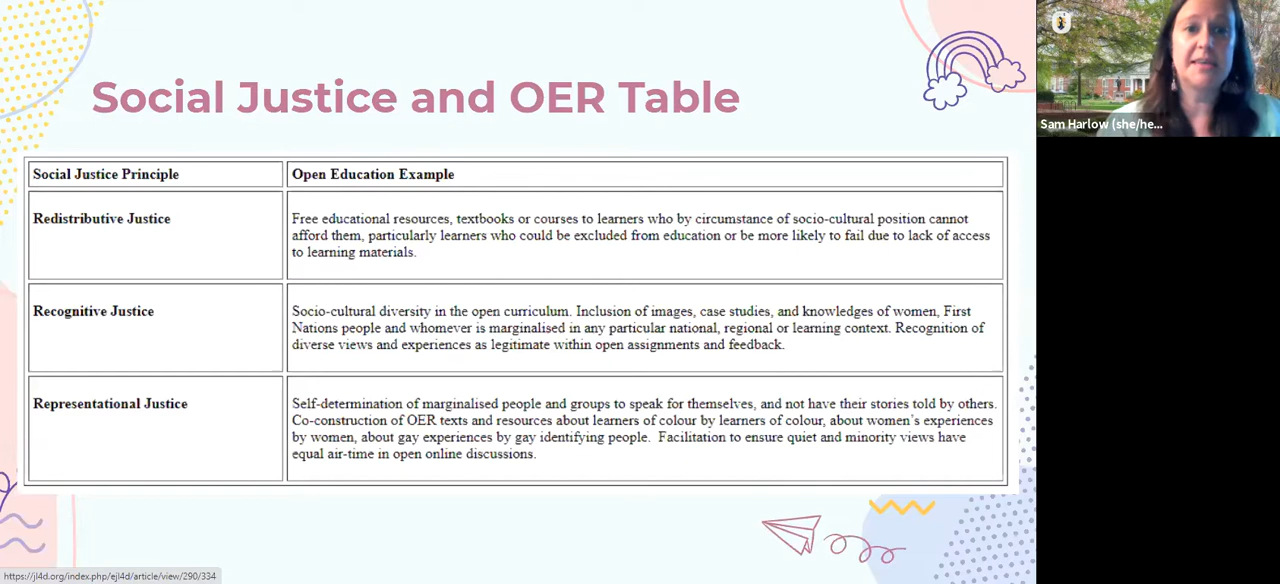 Social Justice and OER Table
Social Justice Principle
Open Education Example
Redistributive Justice
Free educational resources, textbooks or courses to learners who by circumstance of socio-cultural position cannot
afford them, particularly learners who could be excluded from education or be more likely to fail due to lack of access
to learning materials.
Recognitive Justice
Socio-cultural diversity in the open curriculum. Inclusion of images, case studies, and knowledges of women, First
Nations people and whomever is marginalised in any particular national, regional or learning context. Recognition of
diverse views and experiences as legitimate within open assignments and feedback.
Representational Justice
Self-determination of marginalised people and groups to speak for themselves, and not have their stories told by others.
Co-construction of OER texts and resources about learners of colour by learners of colour, about women's experiences
by women, about gay experiences by gay identifying people. Facilitation to ensure quiet and minority views have
equal air-time in open online discussions.
https://jl4d.org/index.php/ejl4d/article/view/290/334
Sam Harlow (she/he...